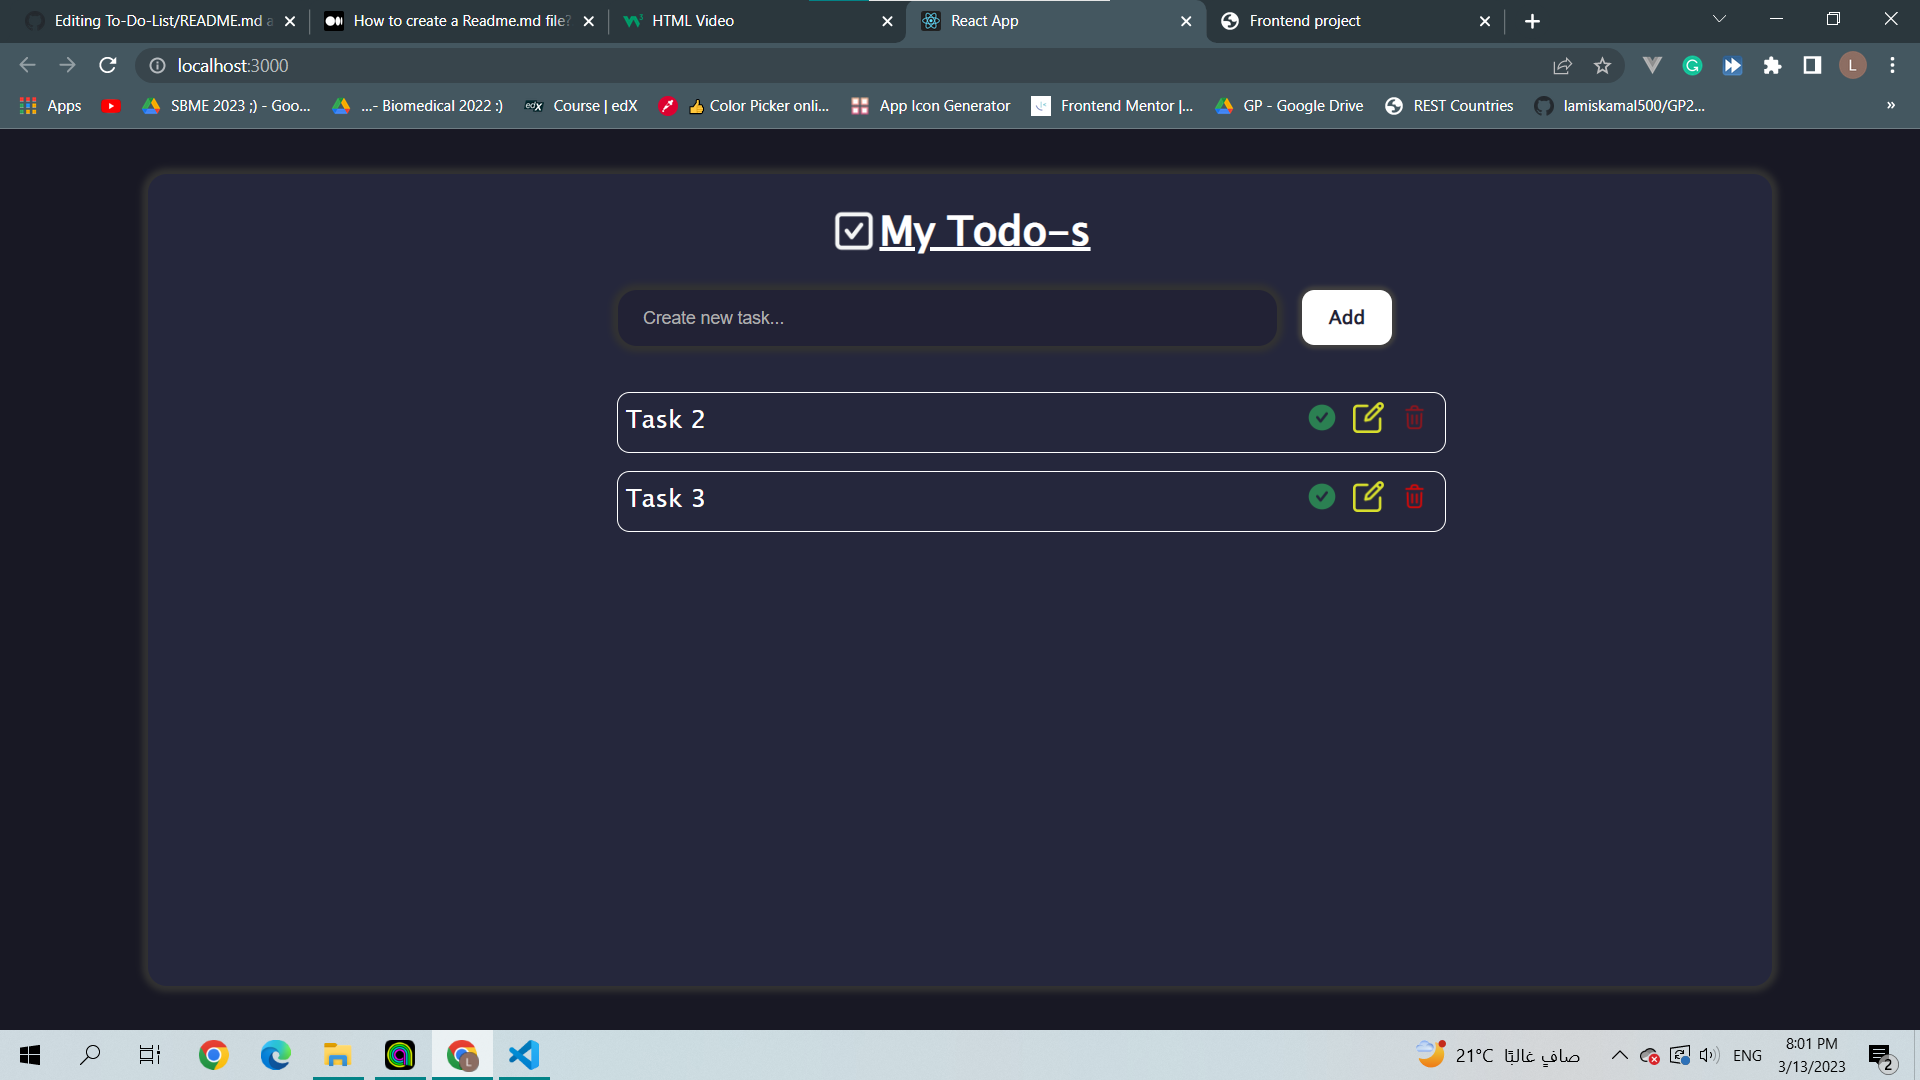 Editing To-Do-List/README.md a
How to create a Readme.md file?
HTML Video
React App
Frontend project
localhost:3000
L
Apps
SBME 2023 ;) - Goo...
...- Biomedical 2022 :)
edX
Course | edX
👍 Color Picker onli...
App Icon Generator
Frontend Mentor |...
GP - Google Drive
REST Countries
lamiskamal500/GP2...
»
My Todo-s
Create new task...
Add
Task 2
Task 3
L
21°C
صافٍ غالبًا
ENG
8:01 PM
3/13/2023
2